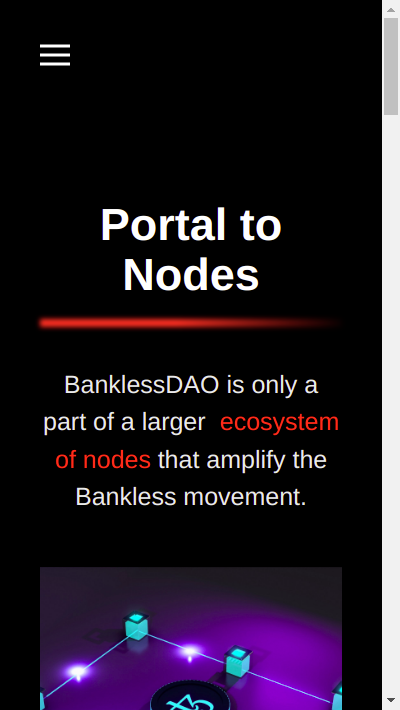 Portal to
Nodes
BanklessDAO is only a
part of a larger ecosystem
of nodes that amplify the
Bankless movement.